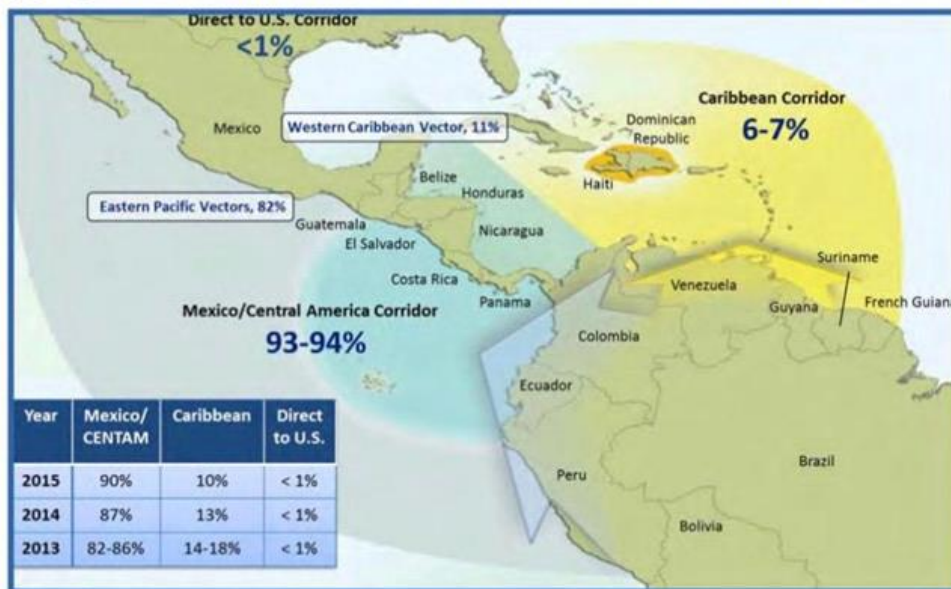 Direct to U.S. Corridor
<1%
Caribbean Corridor
6-7%
Mexico
Western Caribbean Vector, 11%
Dominican
Republic
Haiti
Belize
Honduras
Eastern Pacific Vectors, 82%
Guatemala
El Salvador
Nicaragua
Costa Rica
Panama
Suriname
Venezuela
Guyana
French Guian
Mexico/Central America Corridor
93-94%
Colombia
Ecuador
Peru
Brazil
Bolivia
Year Mexico/ Caribbean Direct
CENTAM to U.S.
2015 90% 10% < 1%
2014 87% 13% < 1%
2013 82-86% 14-18% < 1%